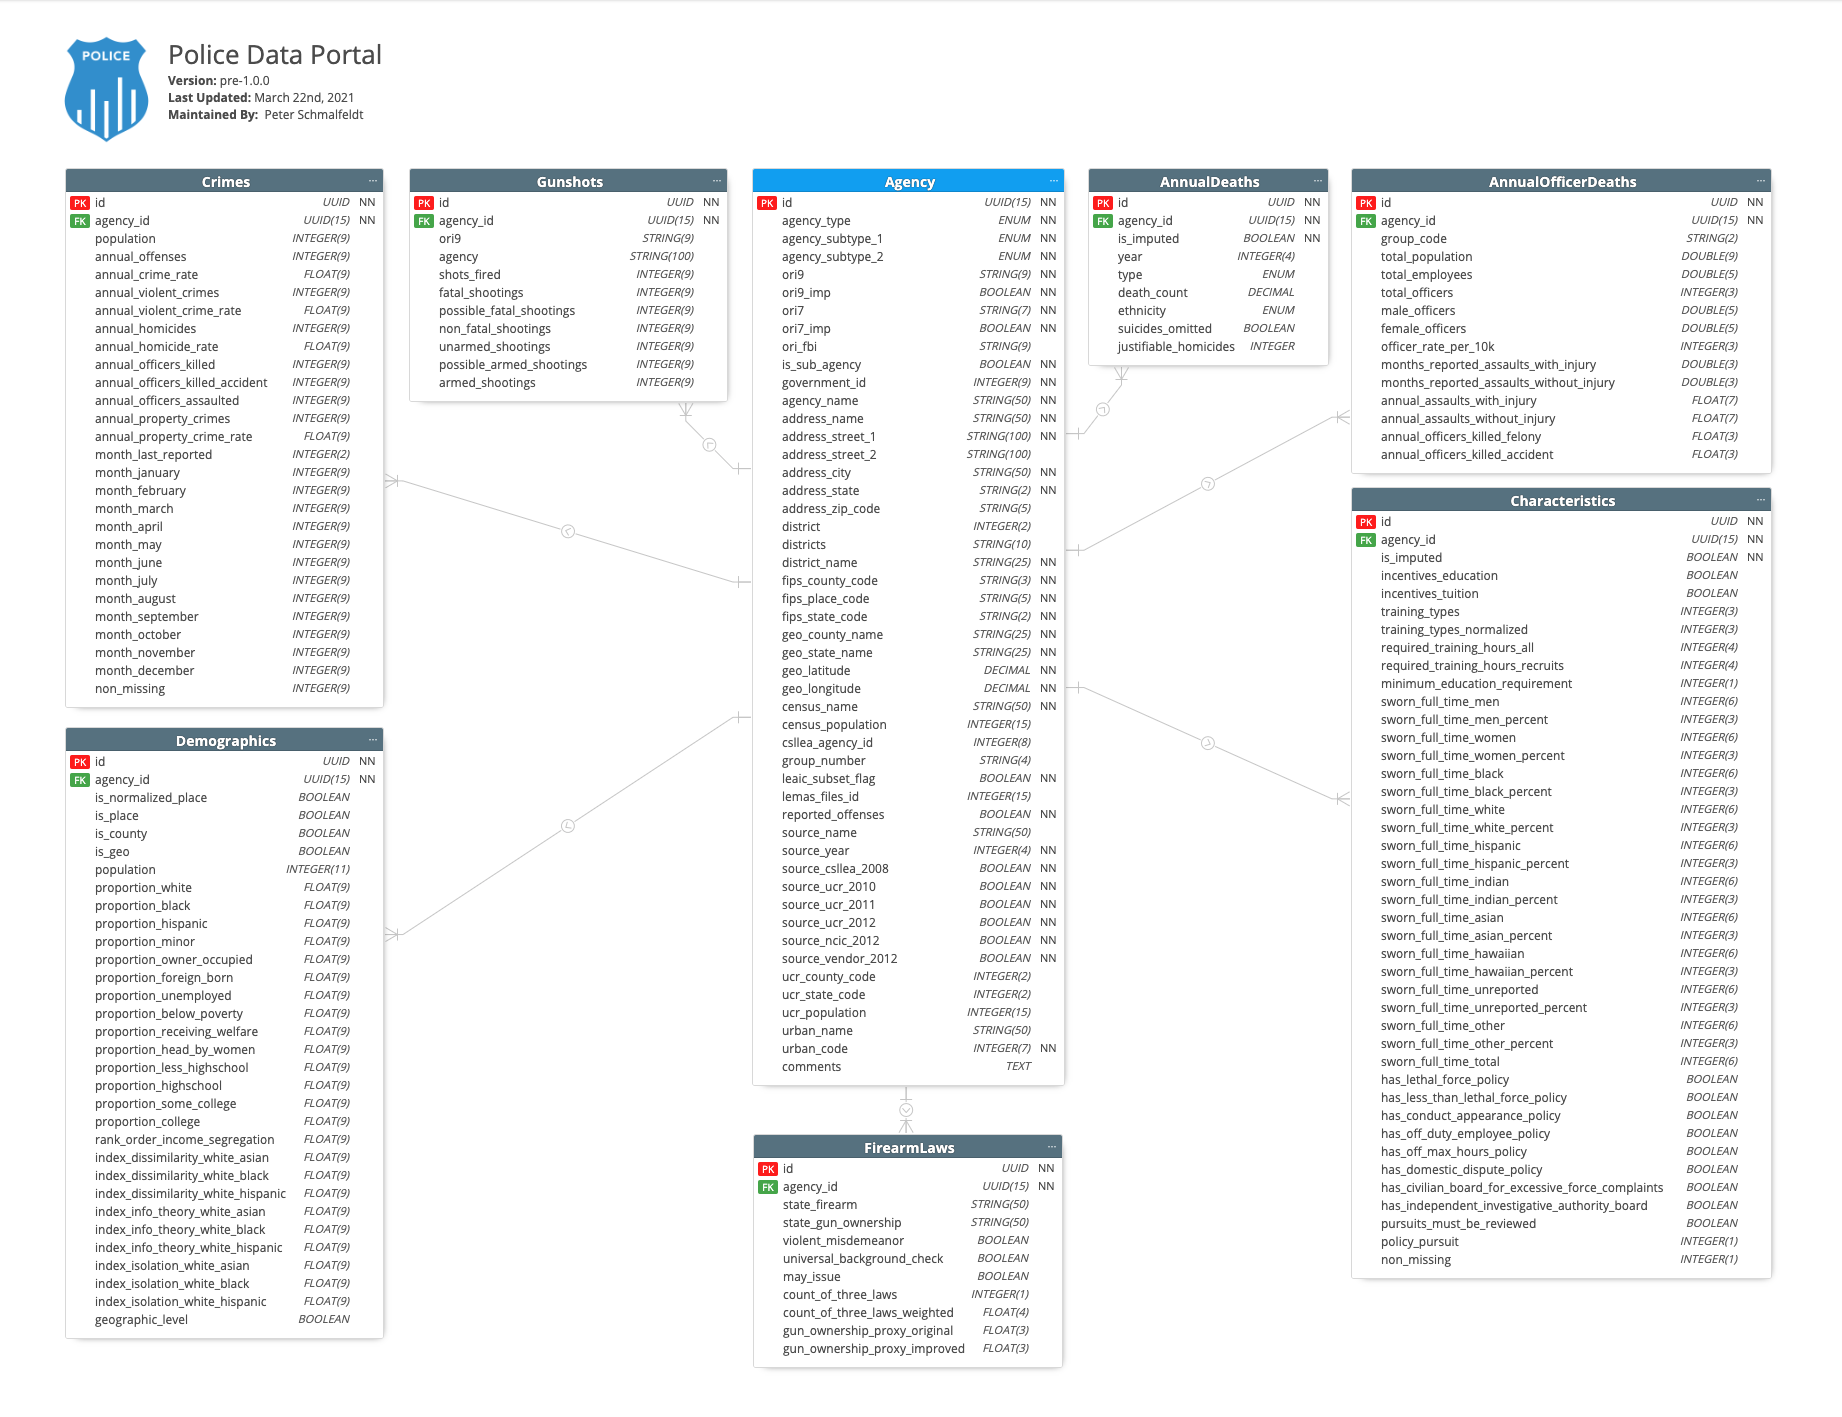 POLICE
Police Data Portal
Version: pre-1.0.0
Last Updated: March 22nd, 2021
Maintained By: Peter Schmalfeldt
Crimes ...
PK id UUID NN
FK agency_id UUID(15) NN
population INTEGER(9)
annual_offenses INTEGER(9)
annual_crime_rate FLOAT(9)
annual_violent_crimes INTEGER(9)
annual_violent_crime_rate FLOAT(9)
annual_homicides INTEGER(9)
annual_homicide_rate FLOAT(9)
annual_officers_killed INTEGER(9)
annual_officers_killed_accident INTEGER(9)
annual_officers_assaulted INTEGER(9)
annual_property_crimes INTEGER(9)
annual_property_crime_rate FLOAT(9)
month_last_reported INTEGER(2)
month_january INTEGER(9)
month_february INTEGER(9)
month_march INTEGER(9)
month_april INTEGER(9)
month_may INTEGER(9)
month_june INTEGER(9)
month_july INTEGER(9)
month_august INTEGER(9)
month_september INTEGER(9)
month_october INTEGER(9)
month_november INTEGER(9)
month_december INTEGER(9)
non_missing INTEGER(9)
Demographics ...
PK id UUID NN
FK agency_id UUID(15) NN
is_normalized_place BOOLEAN
is_place BOOLEAN
is_county BOOLEAN
is_geo BOOLEAN
population INTEGER(11)
proportion_white FLOAT(9)
proportion_black FLOAT(9)
proportion_hispanic FLOAT(9)
proportion_minor FLOAT(9)
proportion_owner_occupied FLOAT(9)
proportion_foreign_born FLOAT(9)
proportion_unemployed FLOAT(9)
proportion_below_poverty FLOAT(9)
proportion_receiving_welfare FLOAT(9)
proportion_head_by_women FLOAT(9)
proportion_less_highschool FLOAT(9)
proportion_highschool FLOAT(9)
proportion_some_college FLOAT(9)
proportion_college FLOAT(9)
rank_order_income_segregation FLOAT(9)
index_dissimilarity_white_asian FLOAT(9)
index_dissimilarity_white_black FLOAT(9)
index_dissimilarity_white_hispanic FLOAT(9)
index_info_theory_white_asian FLOAT(9)
index_info_theory_white_black FLOAT(9)
index_info_theory_white_hispanic FLOAT(9)
index_isolation_white_asian FLOAT(9)
index_isolation_white_black FLOAT(9)
index_isolation_white_hispanic FLOAT(9)
geographic_level BOOLEAN
Gunshots ...
PK id UUID NN
FK agency_id UUID(15) NN
ori9 STRING(9)
agency STRING(100)
shots_fired INTEGER(9)
fatal_shootings INTEGER(9)
possible_fatal_shootings INTEGER(9)
non_fatal_shootings INTEGER(9)
unarmed_shootings INTEGER(9)
possible_armed_shootings INTEGER(9)
armed_shootings INTEGER(9)
Agency ...
PK id UUID(15) NN
agency_type ENUM NN
agency_subtype_1 ENUM NN
agency_subtype_2 ENUM NN
ori9 STRING(9) NN
ori9_imp BOOLEAN NN
ori7 STRING(7) NN
ori7_imp BOOLEAN NN
ori_fbi STRING(9)
is_sub_agency BOOLEAN NN
government_id INTEGER(9) NN
agency_name STRING(50) NN
address_name STRING(50) NN
address_street_1 STRING(100) NN
address_street_2 STRING(100)
address_city STRING(50) NN
address_state STRING(2) NN
address_zip_code STRING(5)
district INTEGER(2)
districts STRING(10)
district_name STRING(25) NN
fips_county_code STRING(3) NN
fips_place_code STRING(5) NN
fips_state_code STRING(2) NN
geo_county_name STRING(25) NN
geo_state_name STRING(25) NN
geo_latitude DECIMAL NN
geo_longitude DECIMAL NN
census_name STRING(50) NN
census_population INTEGER(15)
csllea_agency_id INTEGER(8)
group_number STRING(4)
leaic_subset_flag BOOLEAN NN
lemas_files_id INTEGER(15)
reported_offenses BOOLEAN NN
source_name STRING(50)
source_year INTEGER(4) NN
source_csllea_2008 BOOLEAN NN
source_ucr_2010 BOOLEAN NN
source_ucr_2011 BOOLEAN NN
source_ucr_2012 BOOLEAN NN
source_ncic_2012 BOOLEAN NN
source_vendor_2012 BOOLEAN NN
ucr_county_code INTEGER(2)
ucr_state_code INTEGER(2)
ucr_population INTEGER(15)
urban_name STRING(50)
urban_code INTEGER(7) NN
comments TEXT
FirearmLaws ...
PK id UUID NN
FK agency_id UUID(15) NN
state_firearm STRING(50)
state_gun_ownership STRING(50)
violent_misdemeanor BOOLEAN
universal_background_check BOOLEAN
may_issue BOOLEAN
count_of_three_laws INTEGER(1)
count_of_three_laws_weighted FLOAT(4)
gun_ownership_proxy_original FLOAT(3)
gun_ownership_proxy_improved FLOAT(3)
AnnualDeaths ...
PK id UUID NN
FK agency_id UUID(15) NN
is_imputed BOOLEAN NN
year INTEGER(4)
type ENUM
death_count DECIMAL
ethnicity ENUM
suicides_omitted BOOLEAN
justifiable_homicides INTEGER
AnnualOfficerDeaths ...
PK id UUID NN
FK agency_id UUID(15) NN
group_code STRING(2)
total_population DOUBLE(9)
total_employees DOUBLE(5)
total_officers INTEGER(3)
male_officers DOUBLE(5)
female_officers DOUBLE(5)
officer_rate_per_10k INTEGER(3)
months_reported_assaults_with_injury DOUBLE(3)
months_reported_assaults_without_injury DOUBLE(3)
annual_assaults_with_injury FLOAT(7)
annual_assaults_without_injury FLOAT(7)
annual_officers_killed_felony FLOAT(3)
annual_officers_killed_accident FLOAT(3)
Characteristics ...
PK id UUID NN
FK agency_id UUID(15) NN
is_imputed BOOLEAN NN
incentives_education BOOLEAN
incentives_tuition BOOLEAN
training_types INTEGER(3)
training_types_normalized INTEGER(3)
required_training_hours_all INTEGER(4)
required_training_hours_recruits INTEGER(4)
minimum_education_requirement INTEGER(1)
sworn_full_time_men INTEGER(6)
sworn_full_time_men_percent INTEGER(3)
sworn_full_time_women INTEGER(6)
sworn_full_time_women_percent INTEGER(3)
sworn_full_time_black INTEGER(6)
sworn_full_time_black_percent INTEGER(3)
sworn_full_time_white INTEGER(6)
sworn_full_time_white_percent INTEGER(3)
sworn_full_time_hispanic INTEGER(6)
sworn_full_time_hispanic_percent INTEGER(3)
sworn_full_time_indian INTEGER(6)
sworn_full_time_indian_percent INTEGER(3)
sworn_full_time_asian INTEGER(6)
sworn_full_time_asian_percent INTEGER(3)
sworn_full_time_hawaiian INTEGER(6)
sworn_full_time_hawaiian_percent INTEGER(3)
sworn_full_time_unreported INTEGER(6)
sworn_full_time_unreported_percent INTEGER(3)
sworn_full_time_other INTEGER(6)
sworn_full_time_other_percent INTEGER(3)
sworn_full_time_total INTEGER(6)
has_lethal_force_policy BOOLEAN
has_less_than_lethal_force_policy BOOLEAN
has_conduct_appearance_policy BOOLEAN
has_off_duty_employee_policy BOOLEAN
has_off_max_hours_policy BOOLEAN
has_domestic_dispute_policy BOOLEAN
has_civilian_board_for_excessive_force_complaints BOOLEAN
has_independent_investigative_authority_board BOOLEAN
pursuits_must_be_reviewed BOOLEAN
policy_pursuit INTEGER(1)
non_missing INTEGER(1)